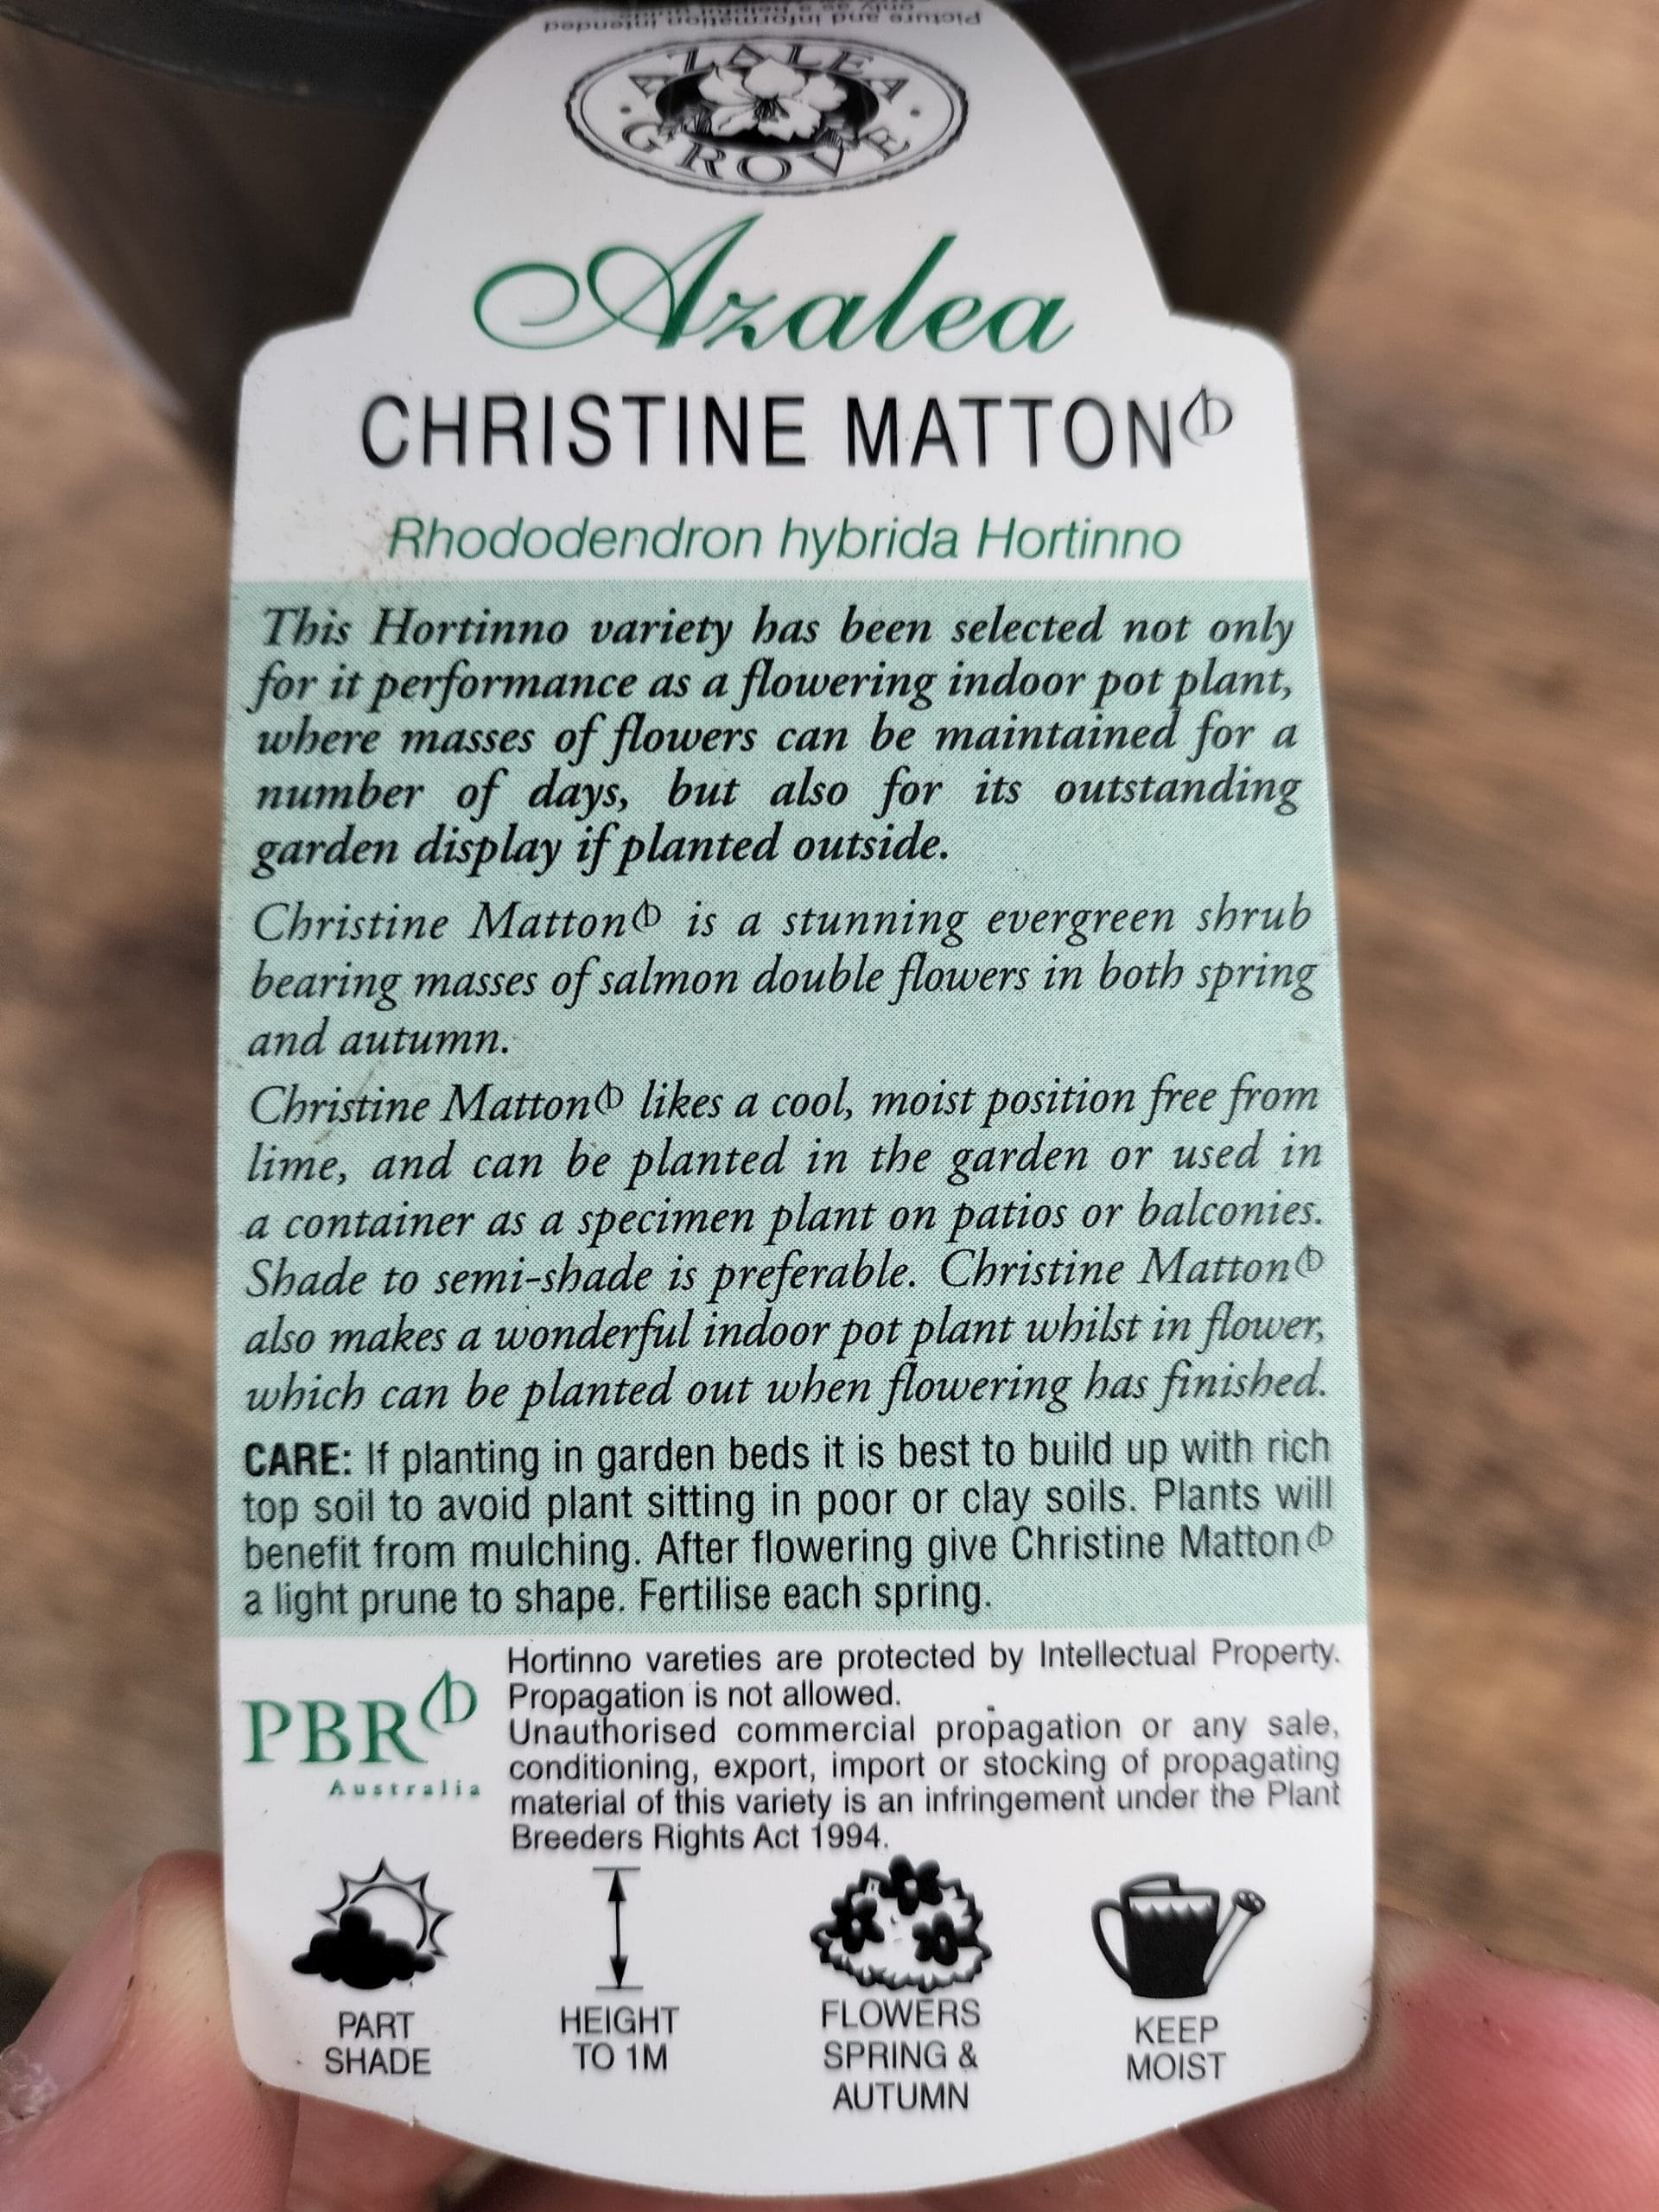 Picture and information intended
only as a helpful guide
AZALEA
GROVE
Azalea
CHRISTINE MATTON
Rhododendron hybrida Hortinno
This Hortinno variety has been selected not only
for it performance as a flowering indoor pot plant,
where masses of flowers can be maintained for a
number of days, but also for its outstanding
garden display if planted outside.
Christine Matton is a stunning evergreen shrub
bearing masses of salmon double flowers in both spring
and autumn.
Christine Matton likes a cool, moist position free from
lime, and can be planted in the garden or used in
a container as a specimen plant on patios or balconies.
Shade to semi-shade is preferable. Christine Matton
also makes a wonderful indoor pot plant whilst in flower,
which can be planted out when flowering has finished.
CARE: If planting in garden beds it is best to build up with rich
top soil to avoid plant sitting in poor or clay soils. Plants will
benefit from mulching. After flowering give Christine Matton
a light prune to shape. Fertilise each spring.
PBR
Australia
Hortinno vareties are protected by Intellectual Property.
Propagation is not allowed.
Unauthorised commercial propagation or any sale,
conditioning, export, import or stocking of propagating
material of this variety is an infringement under the Plant
Breeders Rights Act 1994.
PART
SHADE
HEIGHT
TO 1M
FLOWERS
SPRING &
AUTUMN
KEEP
MOIST